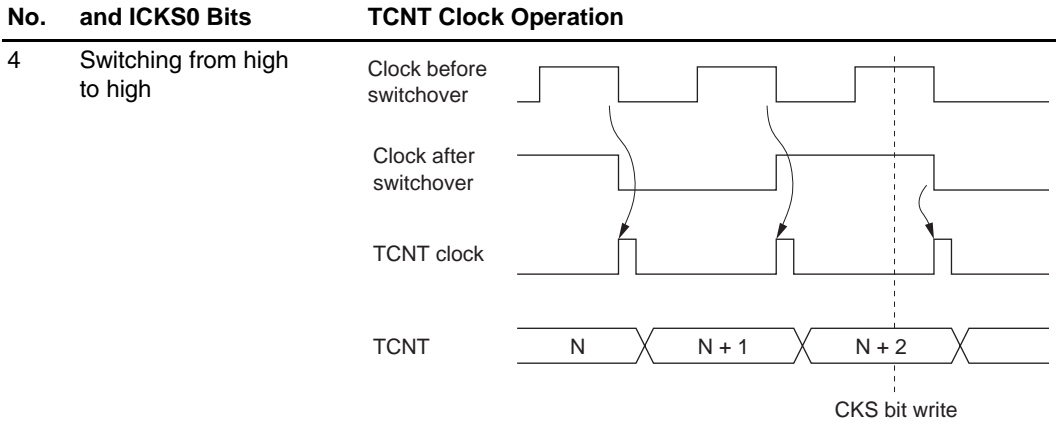 No. and ICKS0 Bits TCNT Clock Operation
4 Switching from high
to high
Clock before
switchover
Clock after
switchover
TCNT clock
TCNT N N + 1 N + 2
CKS bit write